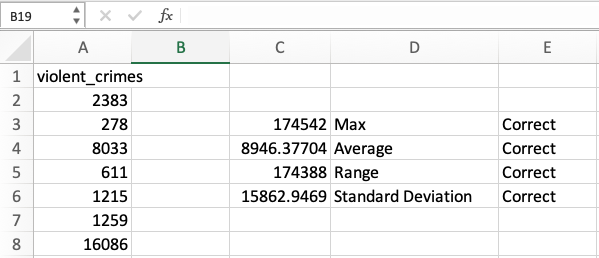 B19 fx
A B C D E
1 violent_crimes
2 2383
3 278 174542 Max Correct
4 8033 8946.37704 Average Correct
5 611 174388 Range Correct
6 1215 15862.9469 Standard Deviation Correct
7 1259
8 16086